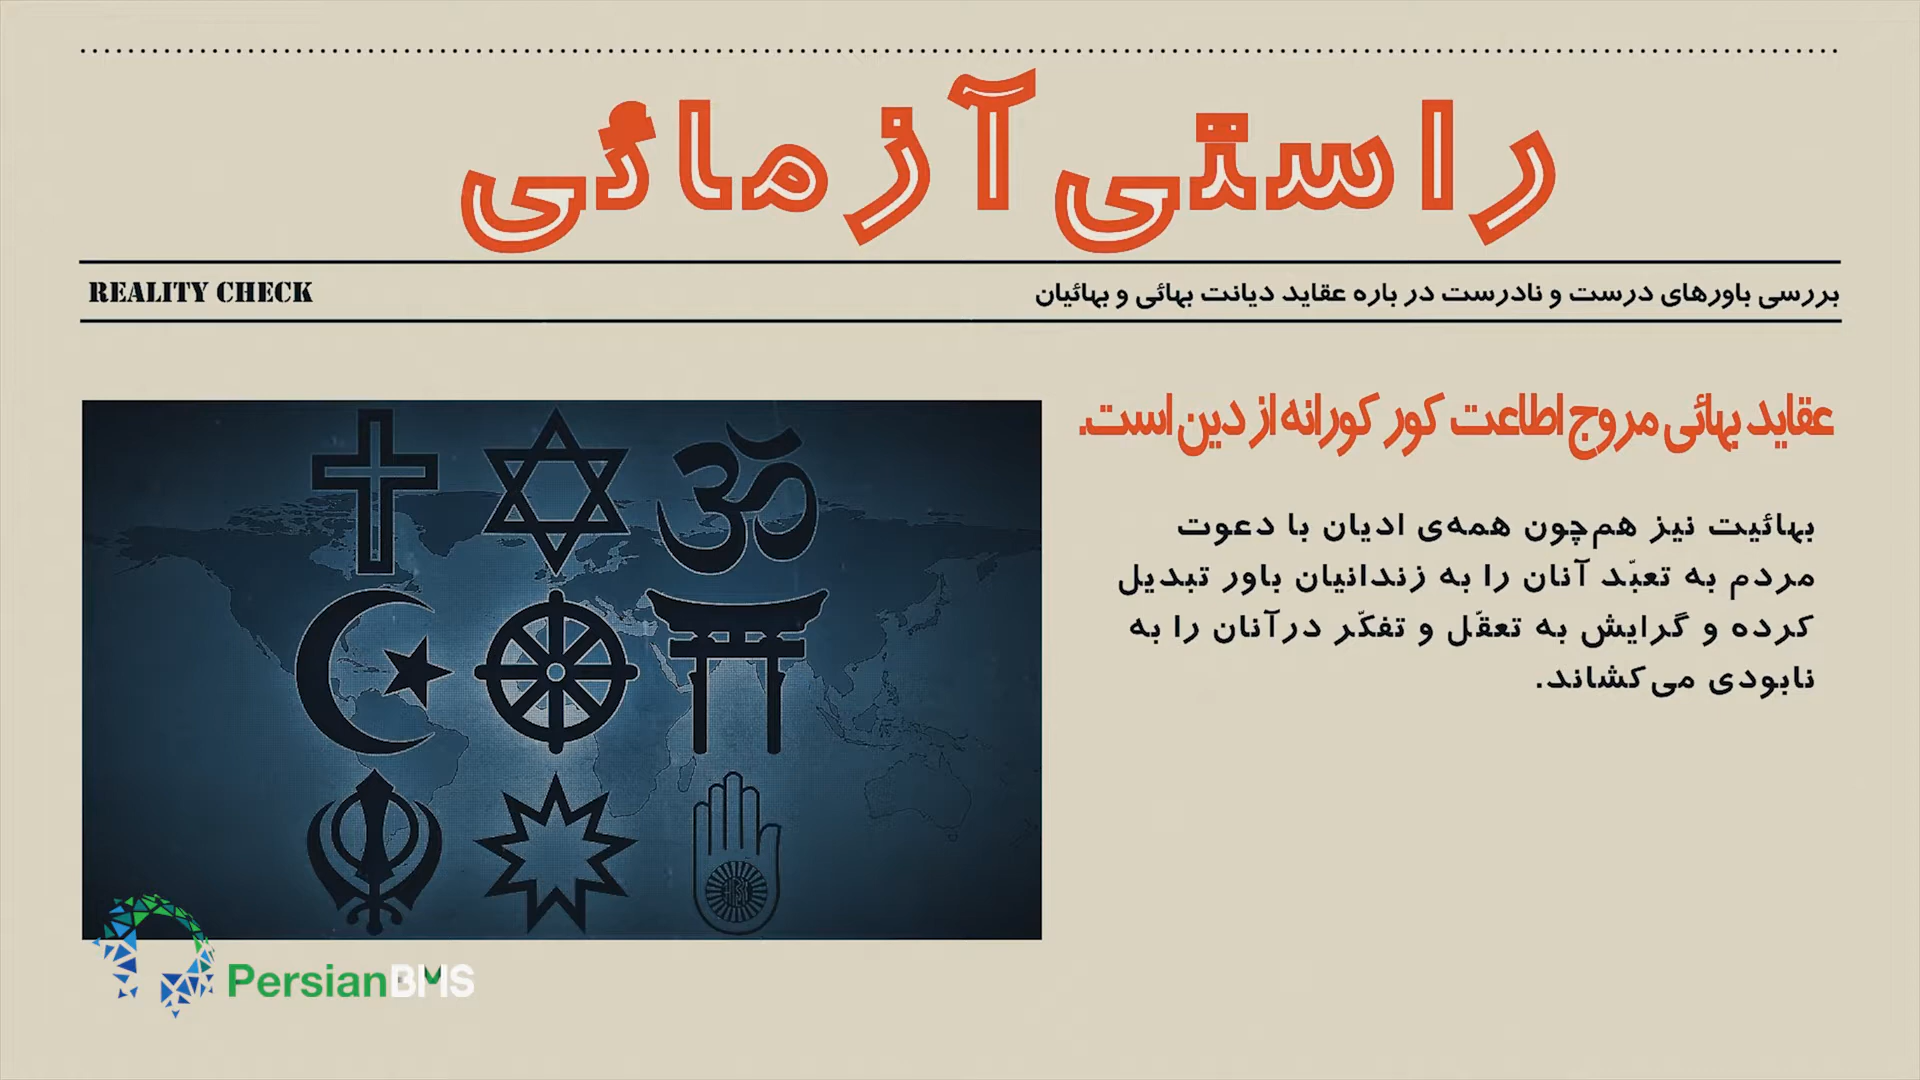 راستی آزمائی
REALITY CHECK
بررسی باورهای درست و نادرست در باره عقاید دیانت بهائی و بهائیان
عقاید بهائی مروج اطاعت کور کورانه از دین است.
بهائیت نیز هم‌چون همه‌ی ادیان با دعوت
مردم به تعبّد آنان را به زندانیان باور تبدیل
کرده و گرایش به تعقّل و تفکّر درآنان را به
نابودی می‌کشاند.
PersianBMS